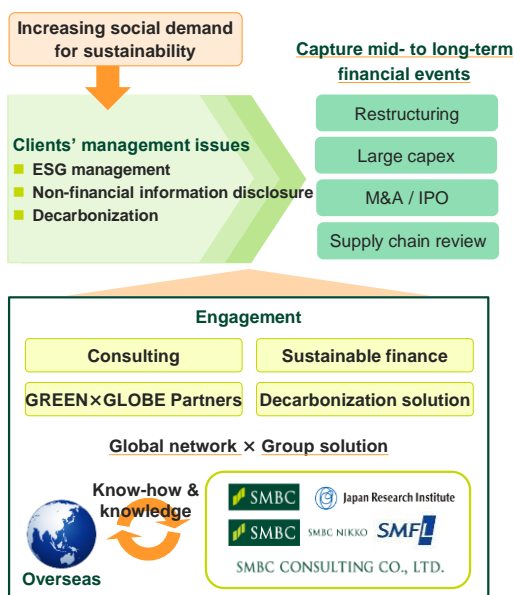 Increasing social demand
for sustainability
Capture mid- to long-term
financial events
Clients' management issues
ESG management
Non-financial information disclosure
Decarbonization
Restructuring
Large capex
M&A / IPO
Supply chain review
Engagement
Consulting
Sustainable finance
GREEN×GLOBE Partners
Decarbonization solution
Global network × Group solution
Know-how &
knowledge
Overseas
SMBC
Japan Research Institute
SMBC
SMBC NIKKO
SMFL
SMBC CONSULTING CO., LTD.